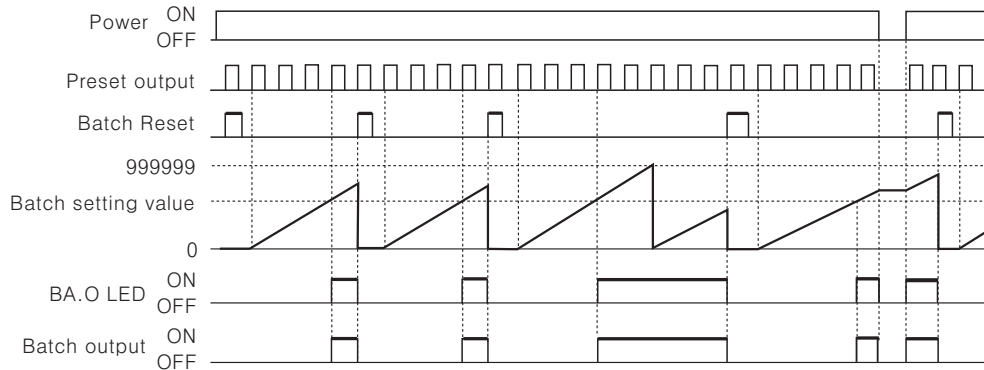 Power ON
OFF
Preset output
Batch Reset
999999
Batch setting value
0
BA.O LED ON
OFF
Batch output ON
OFF